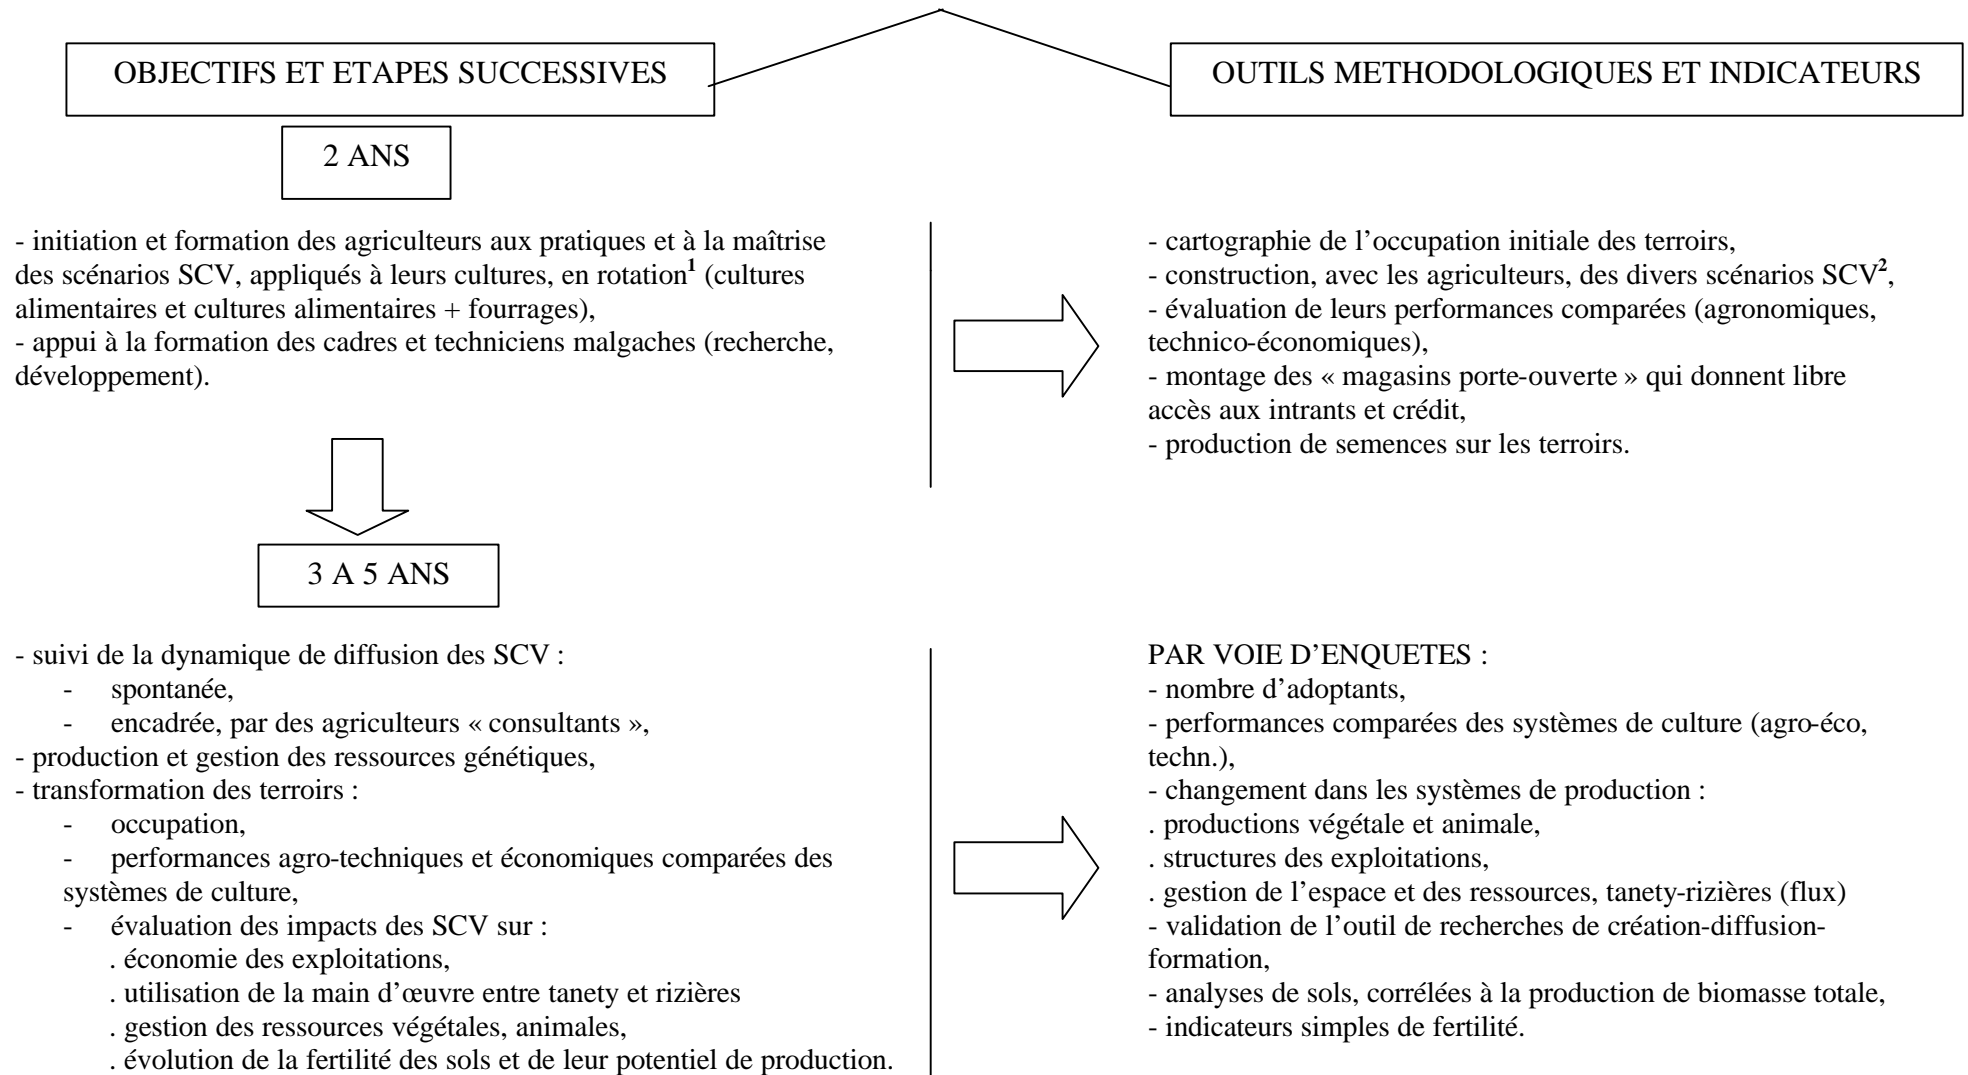 OBJECTIFS ET ETAPES SUCCESSIVES
OUTILS METHODOLOGIQUES ET INDICATEURS
2 ANS
- initiation et formation des agriculteurs aux pratiques et à la maîtrise
des scénarios SCV, appliqués à leurs cultures, en rotation¹ (cultures
alimentaires et cultures alimentaires + fourrages),
- appui à la formation des cadres et techniciens malgaches (recherche,
développement).
- cartographie de l’occupation initiale des terroirs,
- construction, avec les agriculteurs, des divers scénarios SCV²,
- évaluation de leurs performances comparées (agronomiques,
technico-économiques),
- montage des « magasins porte-ouverte » qui donnent libre
accès aux intrants et crédit,
- production de semences sur les terroirs.
3 A 5 ANS
- suivi de la dynamique de diffusion des SCV :
- spontanée,
- encadrée, par des agriculteurs « consultants »,
- production et gestion des ressources génétiques,
- transformation des terroirs :
- occupation,
- performances agro-techniques et économiques comparées des
systèmes de culture,
- évaluation des impacts des SCV sur :
. économie des exploitations,
. utilisation de la main d’œuvre entre tanety et rizières
. gestion des ressources végétales, animales,
. évolution de la fertilité des sols et de leur potentiel de production.
PAR VOIE D’ENQUETES :
- nombre d’adoptants,
- performances comparées des systèmes de culture (agro-éco,
techn.),
- changement dans les systèmes de production :
. productions végétale et animale,
. structures des exploitations,
. gestion de l’espace et des ressources, tanety-rizières (flux)
- validation de l’outil de recherches de création-diffusion-
formation,
- analyses de sols, corrélées à la production de biomasse totale,
- indicateurs simples de fertilité.